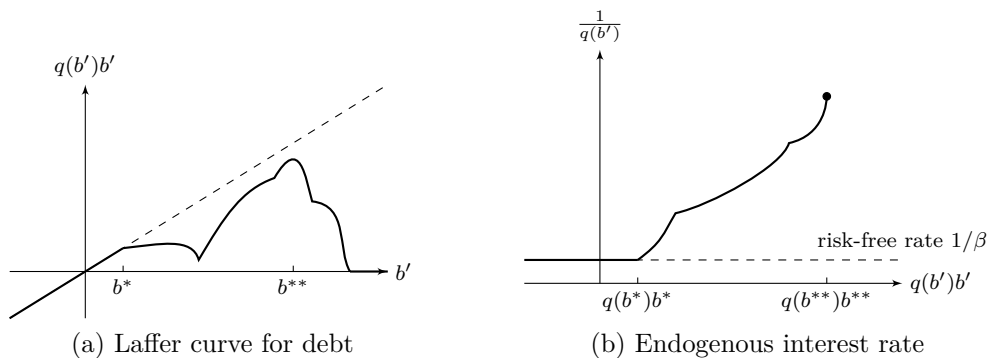 q(b′)b′
b′
b*
b**
(a) Laffer curve for debt
1/q(b′)
risk-free rate 1/β
q(b′)b′
q(b*)b*
q(b**)b**
(b) Endogenous interest rate